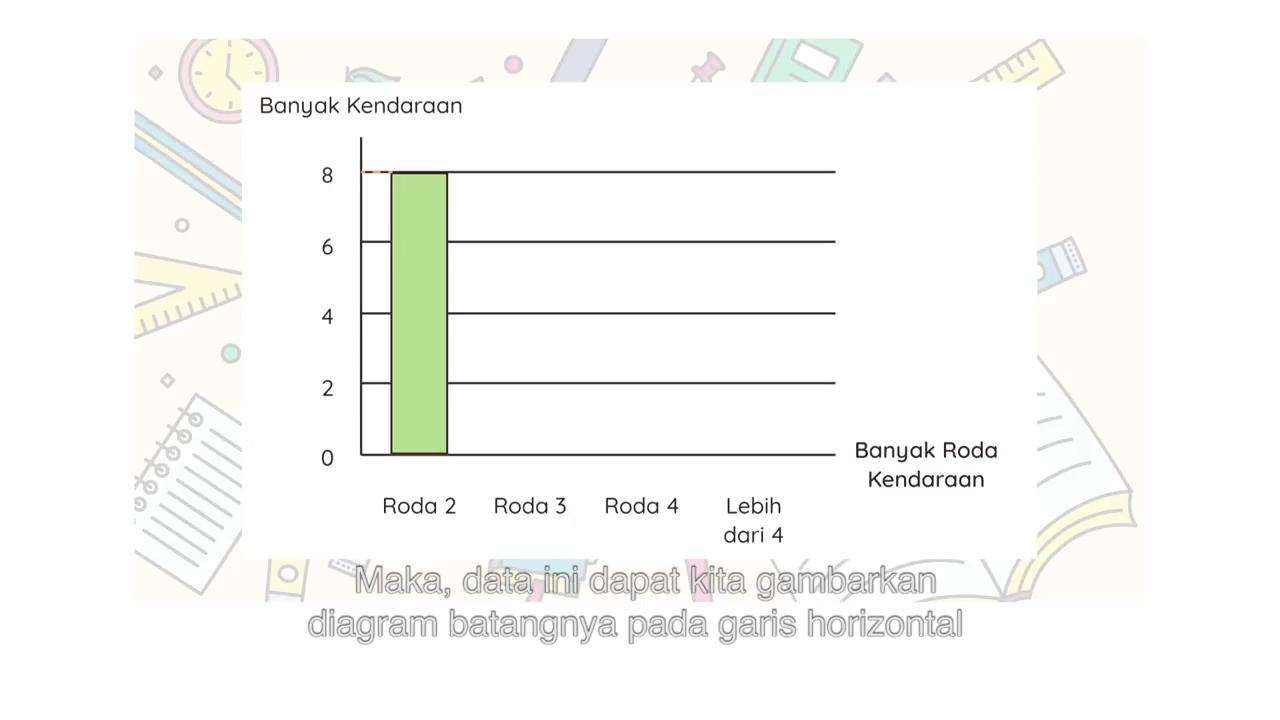 Banyak Kendaraan
8
6
4
2
0
Banyak Roda
Kendaraan
Roda 2 Roda 3 Roda 4 Lebih
dari 4
Maka, data ini dapat kita gambarkan
diagram batangnya pada garis horizontal